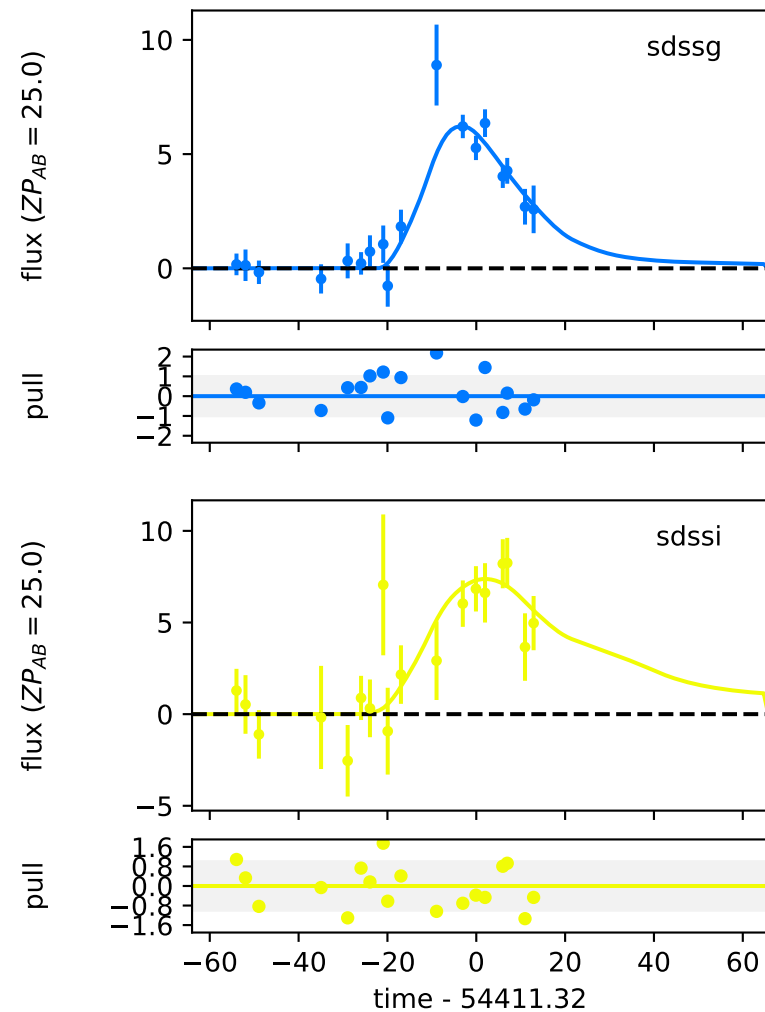 sdssg
flux (ZP_AB = 25.0)
10
5
0
pull
2
1
0
−1
−2
sdssi
flux (ZP_AB = 25.0)
10
5
0
−5
pull
1.6
0.8
0.0
−0.8
−1.6
−60 −40 −20 0 20 40 60
time - 54411.32